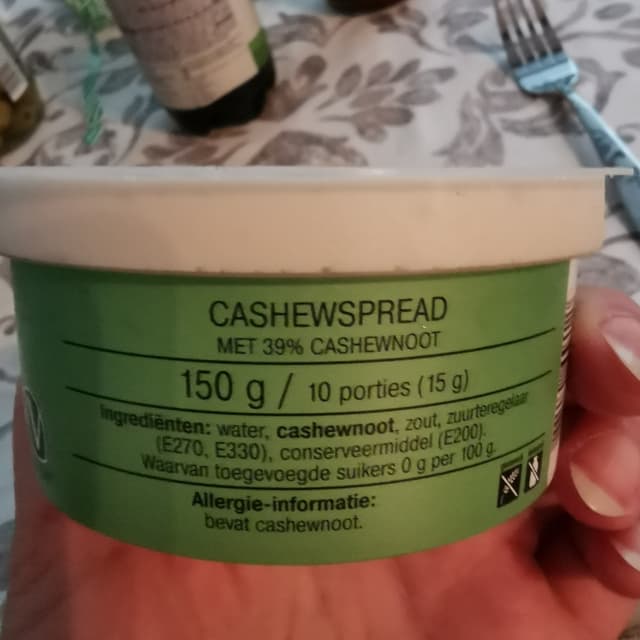 CASHEWSPREAD
MET 39% CASHEWNOOT
150 g / 10 porties (15 g)
Ingrediënten: water, cashewnoot, zout, zuurteregelaar
(E270, E330), conserveermiddel (E200).
Waarvan toegevoegde suikers 0 g per 100 g.
Allergie-informatie:
bevat cashewnoot.